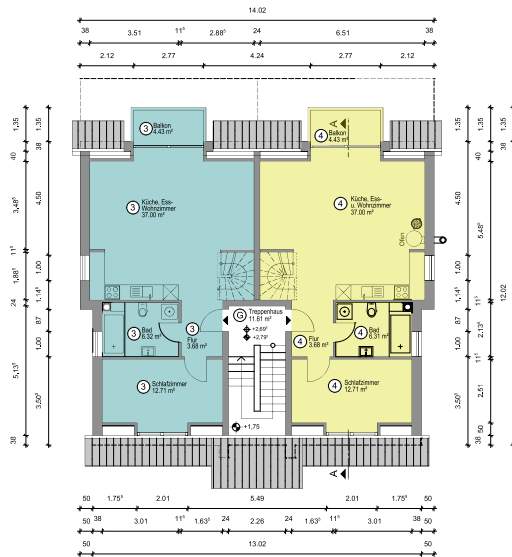 14.02
38 3.51 11⁵ 2.88⁵ 24 6.51 38
2.12 2.77 4.24 2.77 2.12
3 Balkon
4.43 m²
A
4 Balkon
4.43 m²
1,35 1,35 1,35 1,35
40 38 38 40
3,48⁵ 4.50 4.50 5,48⁵
3 Küche, Ess-
Wohnzimmer
37.00 m²
4 Küche, Ess-
u. Wohnzimmer
37.00 m²
Ofen
11⁵ 1,88⁵ 1.00 1.00
12,02
24 1,14⁵ 1,14⁵ 11⁵
G Treppenhaus
11.61 m²
+2,69⁵
+2,79⁵
87 87 2.13⁵
3 Bad
6.32 m²
3
Flur
3.68 m²
4
Flur
3.68 m²
4 Bad
6.31 m²
5,13⁵ 1.00 1.00 11⁵
3 Schlafzimmer
12.71 m²
4 Schlafzimmer
12.71 m²
3.50⁵ 3.50⁵ 2,51
+1,75
38 38 38 50
A
50 1.75⁵ 2.01 5.49 2.01 1.75⁵ 50
50 38 3.01 11⁵ 1.63⁵ 24 2.26 24 1.63⁵ 11⁵ 3.01 38 50
50 13.02 50